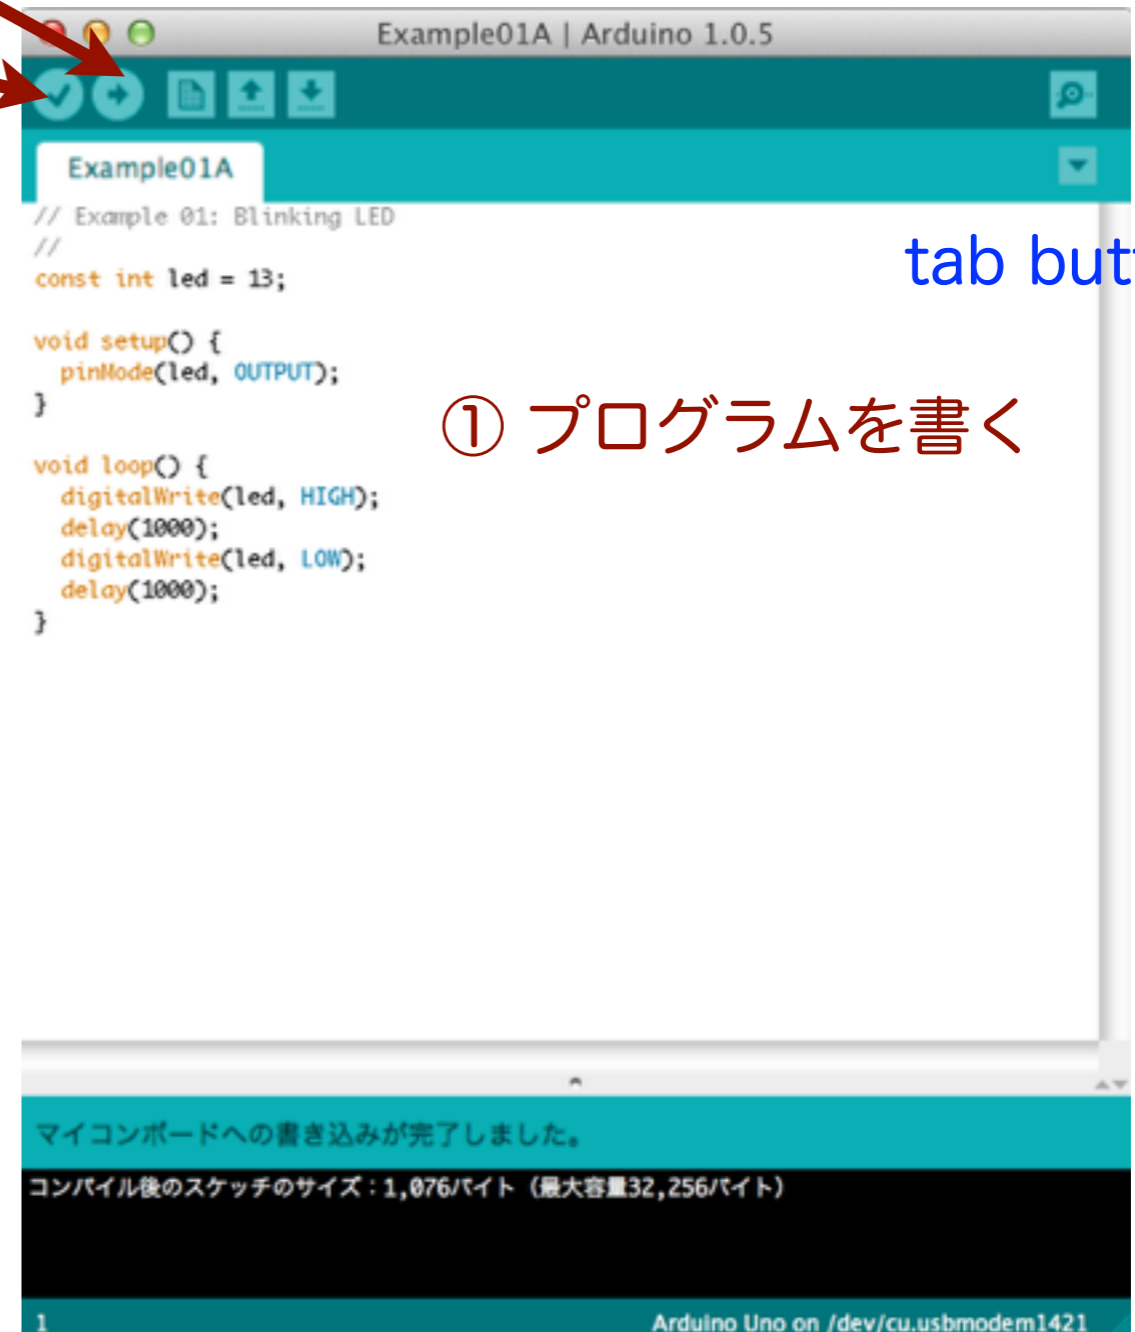 Example01A | Arduino 1.0.5
Example01A
// Example 01: Blinking LED
//
const int led = 13;
tab but
void setup() {
  pinMode(led, OUTPUT);
}
① プログラムを書く
void loop() {
  digitalWrite(led, HIGH);
  delay(1000);
  digitalWrite(led, LOW);
  delay(1000);
}
マイコンボードへの書き込みが完了しました。
コンパイル後のスケッチのサイズ：1,076バイト（最大容量32,256バイト）
1
Arduino Uno on /dev/cu.usbmodem1421